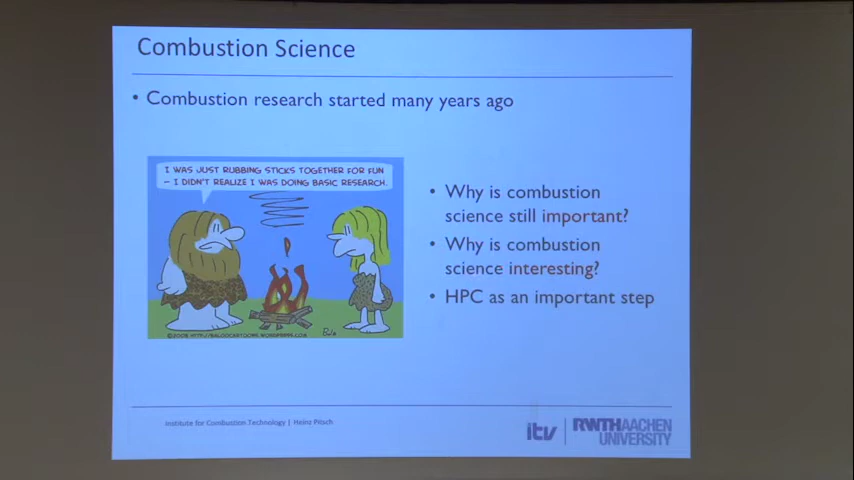 Combustion Science
• Combustion research started many years ago
I WAS JUST RUBBING STICKS TOGETHER FOR FUN
– I DIDN'T REALIZE I WAS DOING BASIC RESEARCH.
• Why is combustion
science still important?
• Why is combustion
science interesting?
• HPC as an important step
Institute for Combustion Technology | Heinz Pitsch
itv
RWTHAACHEN
UNIVERSITY